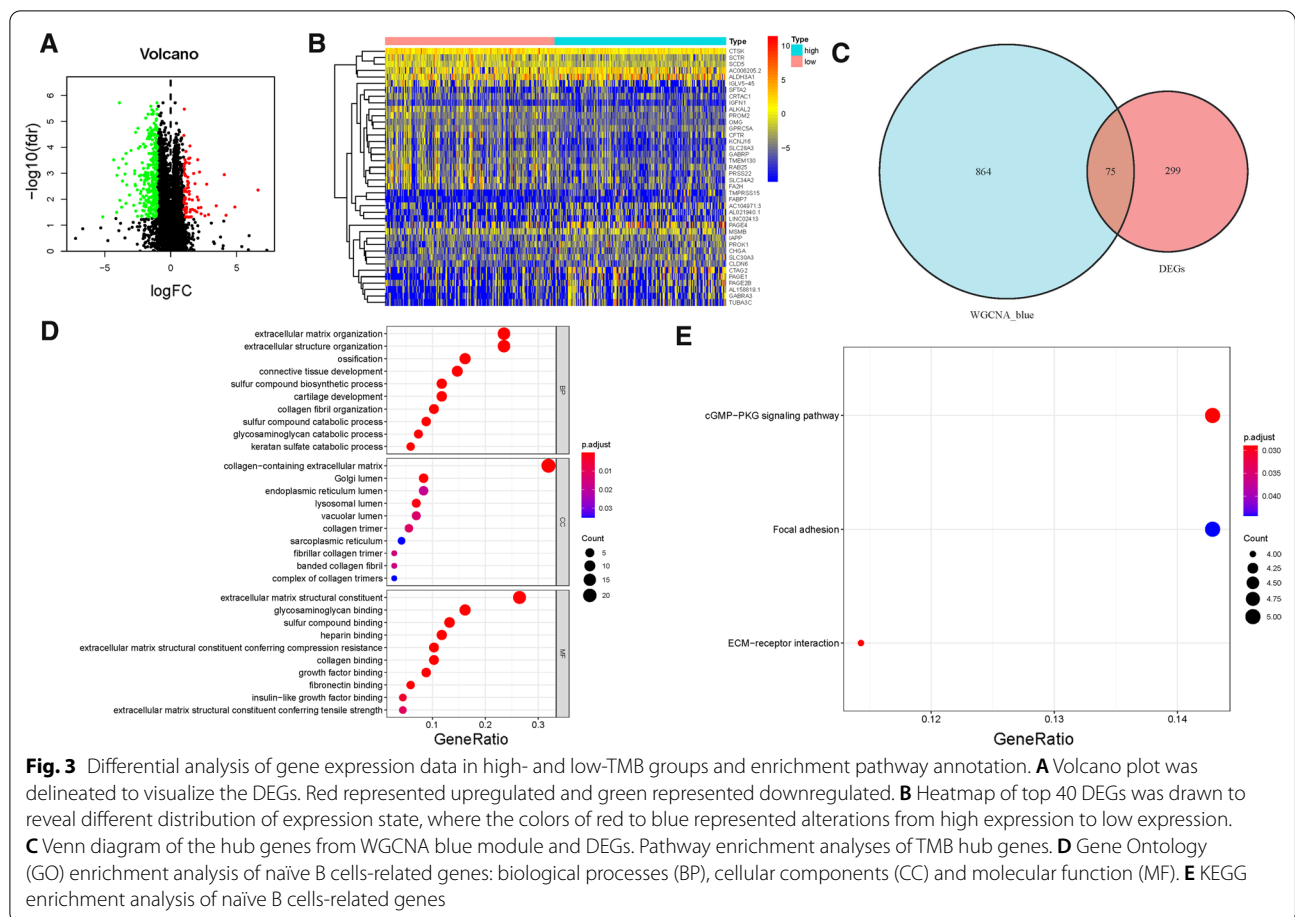 A
Volcano
−log10(fdr)
6
5
4
3
2
1
0
−5
0
5
logFC
B
Type
CTSK
SCTR
SCD5
AC008205.2
ALDH3A1
IGLV5-45
SFTA2
CRTAC1
IGFN1
ALKAL2
PROM2
OMG
GPRC5A
CFTR
KCNJ16
SLC28A3
GABRP
TMEM130
RAB25
PRSS22
SLC34A2
FA2H
TMPRSS15
FABP7
AC104971.3
AL021940.1
LINC02413
PAGE4
MSMB
IAPP
PROK1
CHGA
SLC30A3
CLDN6
CTAG2
PAGE1
PAGE2B
AL158819.1
GABRA3
TUBA3C
10
5
0
−5
Type
high
low
C
864
75
299
DEGs
WGCNA_blue
D
extracellular matrix organization
extracellular structure organization
ossification
connective tissue development
sulfur compound biosynthetic process
cartilage development
collagen fibril organization
sulfur compound catabolic process
glycosaminoglycan catabolic process
keratan sulfate catabolic process
BP
collagen−containing extracellular matrix
Golgi lumen
endoplasmic reticulum lumen
lysosomal lumen
vacuolar lumen
collagen trimer
sarcoplasmic reticulum
fibrillar collagen trimer
banded collagen fibril
complex of collagen trimers
CC
extracellular matrix structural constituent
glycosaminoglycan binding
sulfur compound binding
heparin binding
extracellular matrix structural constituent conferring compression resistance
collagen binding
growth factor binding
fibronectin binding
insulin−like growth factor binding
extracellular matrix structural constituent conferring tensile strength
MF
0.1
0.2
0.3
GeneRatio
p.adjust
0.01
0.02
0.03
Count
5
10
15
20
E
cGMP−PKG signaling pathway
Focal adhesion
ECM−receptor interaction
0.12
0.13
0.14
GeneRatio
p.adjust
0.030
0.035
0.040
Count
4.00
4.25
4.50
4.75
5.00
Fig. 3 Differential analysis of gene expression data in high- and low-TMB groups and enrichment pathway annotation. A Volcano plot was
delineated to visualize the DEGs. Red represented upregulated and green represented downregulated. B Heatmap of top 40 DEGs was drawn to
reveal different distribution of expression state, where the colors of red to blue represented alterations from high expression to low expression.
C Venn diagram of the hub genes from WGCNA blue module and DEGs. Pathway enrichment analyses of TMB hub genes. D Gene Ontology
(GO) enrichment analysis of naïve B cells-related genes: biological processes (BP), cellular components (CC) and molecular function (MF). E KEGG
enrichment analysis of naïve B cells-related genes